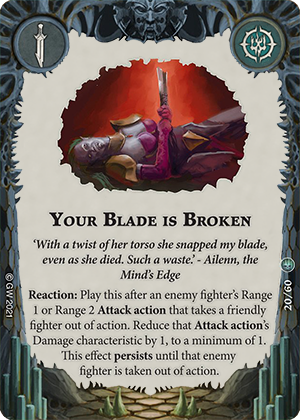 YOUR BLADE IS BROKEN
‘With a twist of her torso she snapped my blade,
even as she died. Such a waste.’ - Ailenn, the
Mind's Edge
Reaction: Play this after an enemy fighter's Range
1 or Range 2 Attack action that takes a friendly
fighter out of action. Reduce that Attack action's
Damage characteristic by 1, to a minimum of 1.
This effect persists until that enemy
fighter is taken out of action.
© GW 2021
20/60